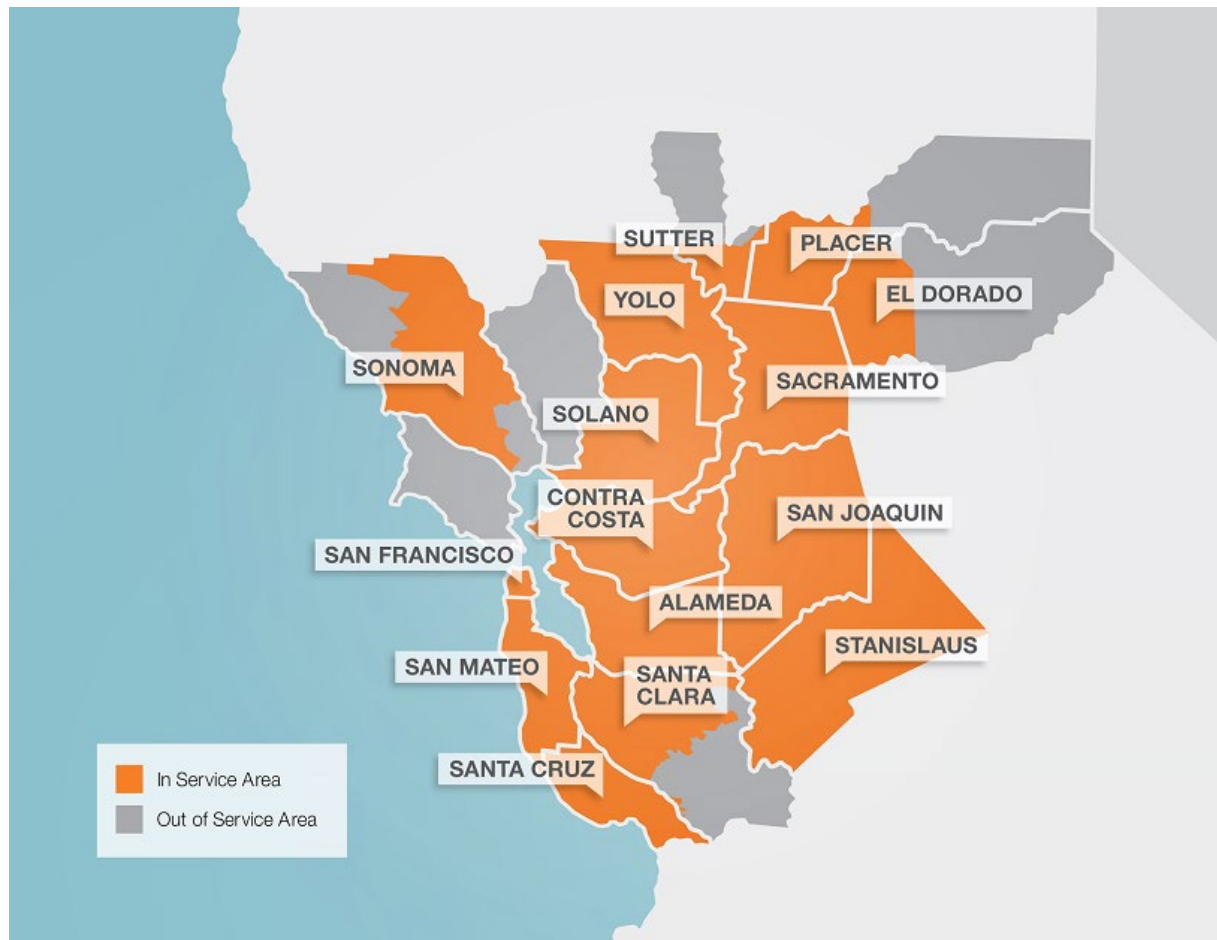 SUTTER
PLACER
YOLO
EL DORADO
SONOMA
SACRAMENTO
SOLANO
CONTRA
COSTA
SAN JOAQUIN
SAN FRANCISCO
ALAMEDA
STANISLAUS
SAN MATEO
SANTA
CLARA
SANTA CRUZ
In Service Area
Out of Service Area